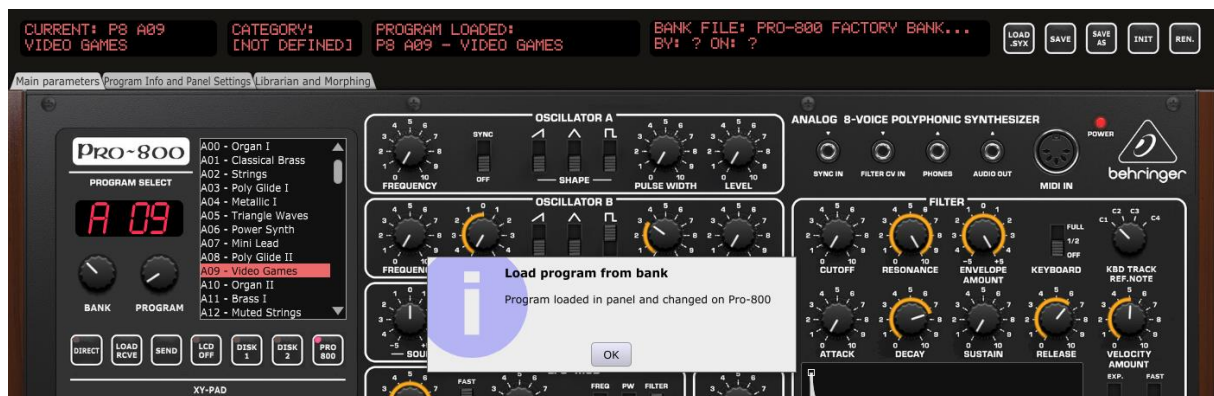 CURRENT: P8 A09
VIDEO GAMES
CATEGORY:
[NOT DEFINED]
PROGRAM LOADED:
P8 A09 - VIDEO GAMES
BANK FILE: PRO-800 FACTORY BANK...
BY: ? ON: ?
LOAD .SYX
SAVE
SAVE AS
INIT
REN.
Main parameters
Program Info and Panel Settings
Librarian and Morphing
PRO~800
PROGRAM SELECT
A 09
BANK
PROGRAM
A00 - Organ I
A01 - Classical Brass
A02 - Strings
A03 - Poly Glide I
A04 - Metallic I
A05 - Triangle Waves
A06 - Power Synth
A07 - Mini Lead
A08 - Poly Glide II
A09 - Video Games
A10 - Organ II
A11 - Brass I
A12 - Muted Strings
DIRECT
LOAD RCVE
SEND
LCD OFF
DISK 1
DISK 2
PRO 800
XY-PAD
OSCILLATOR A
SYNC
OFF
FREQUENCY
SHAPE
PULSE WIDTH
LEVEL
OSCILLATOR B
Load program from bank
Program loaded in panel and changed on Pro-800
OK
FAST
FREQ
PW
FILTER
ANALOG 8-VOICE POLYPHONIC SYNTHESIZER
SYNC IN
FILTER CV IN
PHONES
AUDIO OUT
MIDI IN
POWER
behringer
FILTER
CUTOFF
RESONANCE
ENVELOPE AMOUNT
FULL
1/2
OFF
KEYBOARD
C1
C2
C3
C4
KBD TRACK REF.NOTE
ATTACK
DECAY
SUSTAIN
RELEASE
VELOCITY AMOUNT
EXP.
FAST